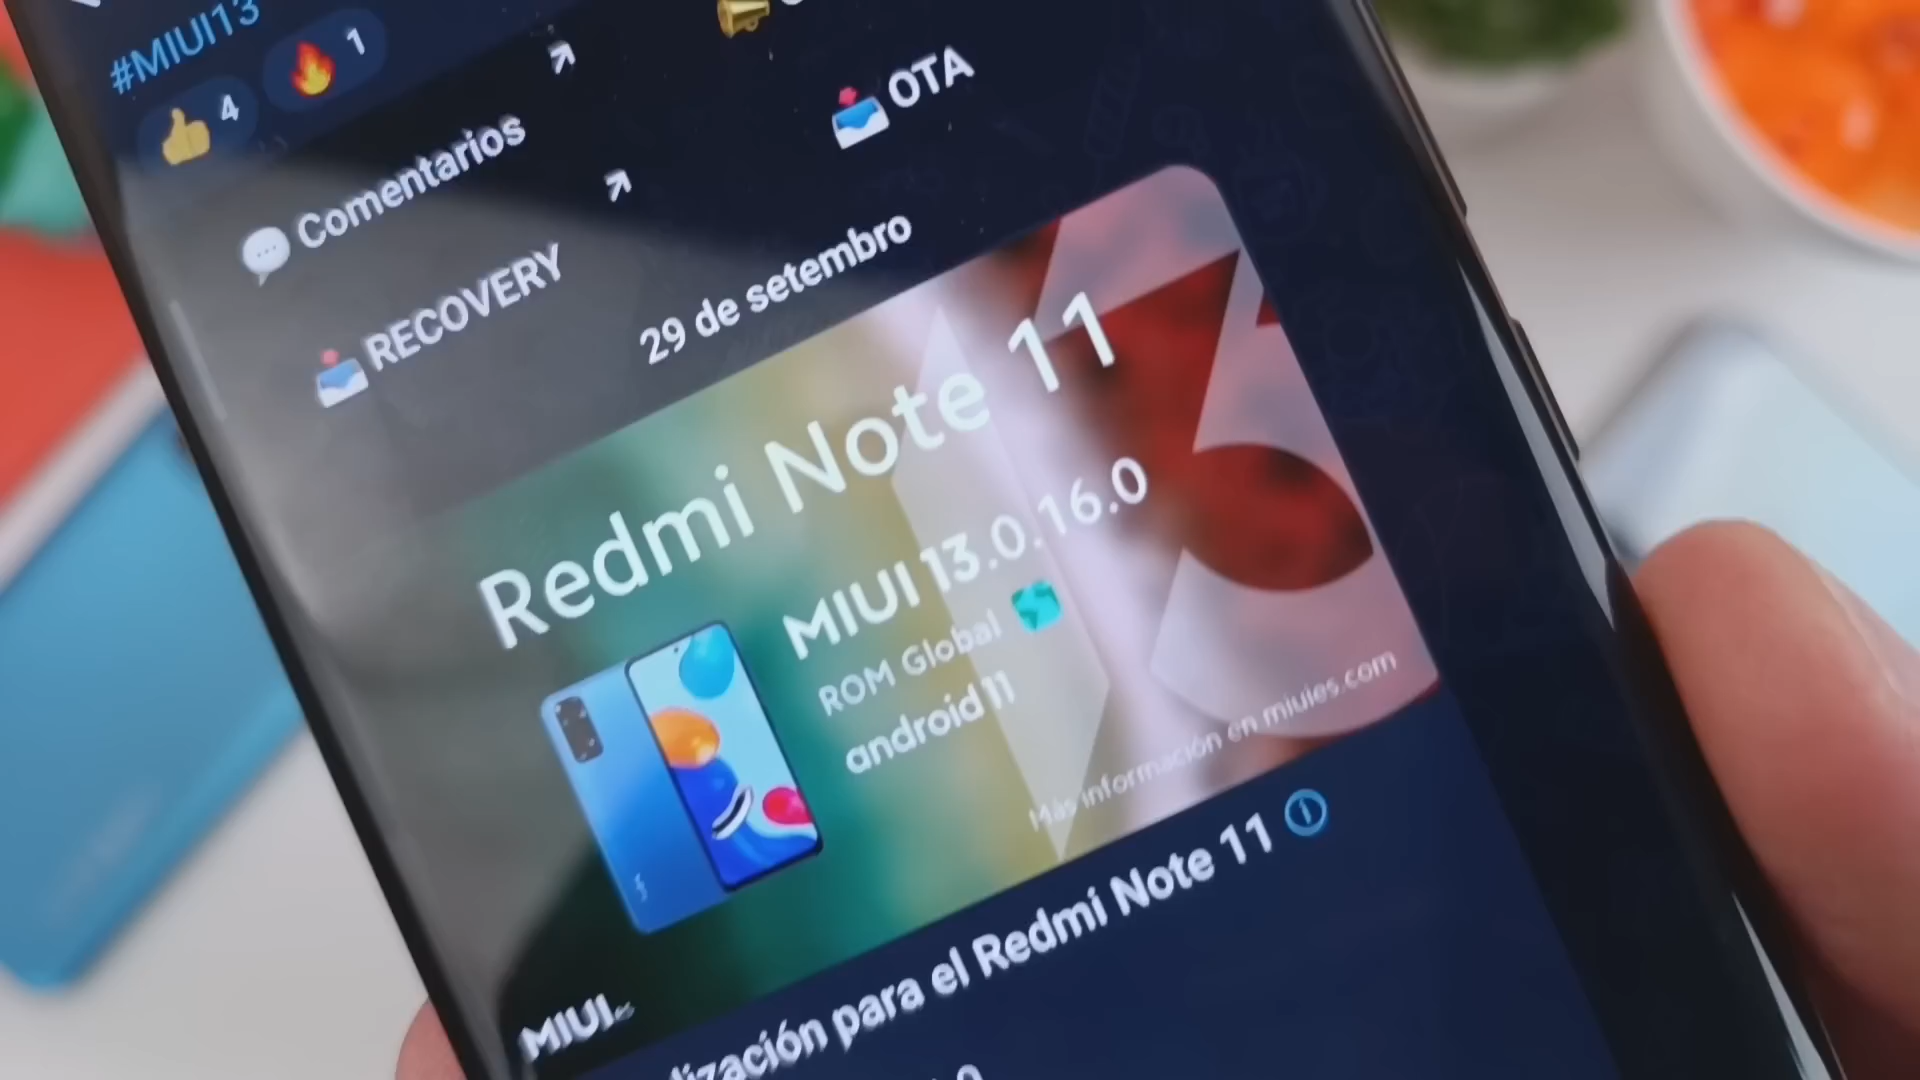 #MIUI13
4
1
Comentarios
OTA
RECOVERY
29 de setembro
Redmi Note 11
MIUI 13.0.16.0
ROM Global
android 11
Más información en miuies.com
MIUI.es
para el Redmi Note 11